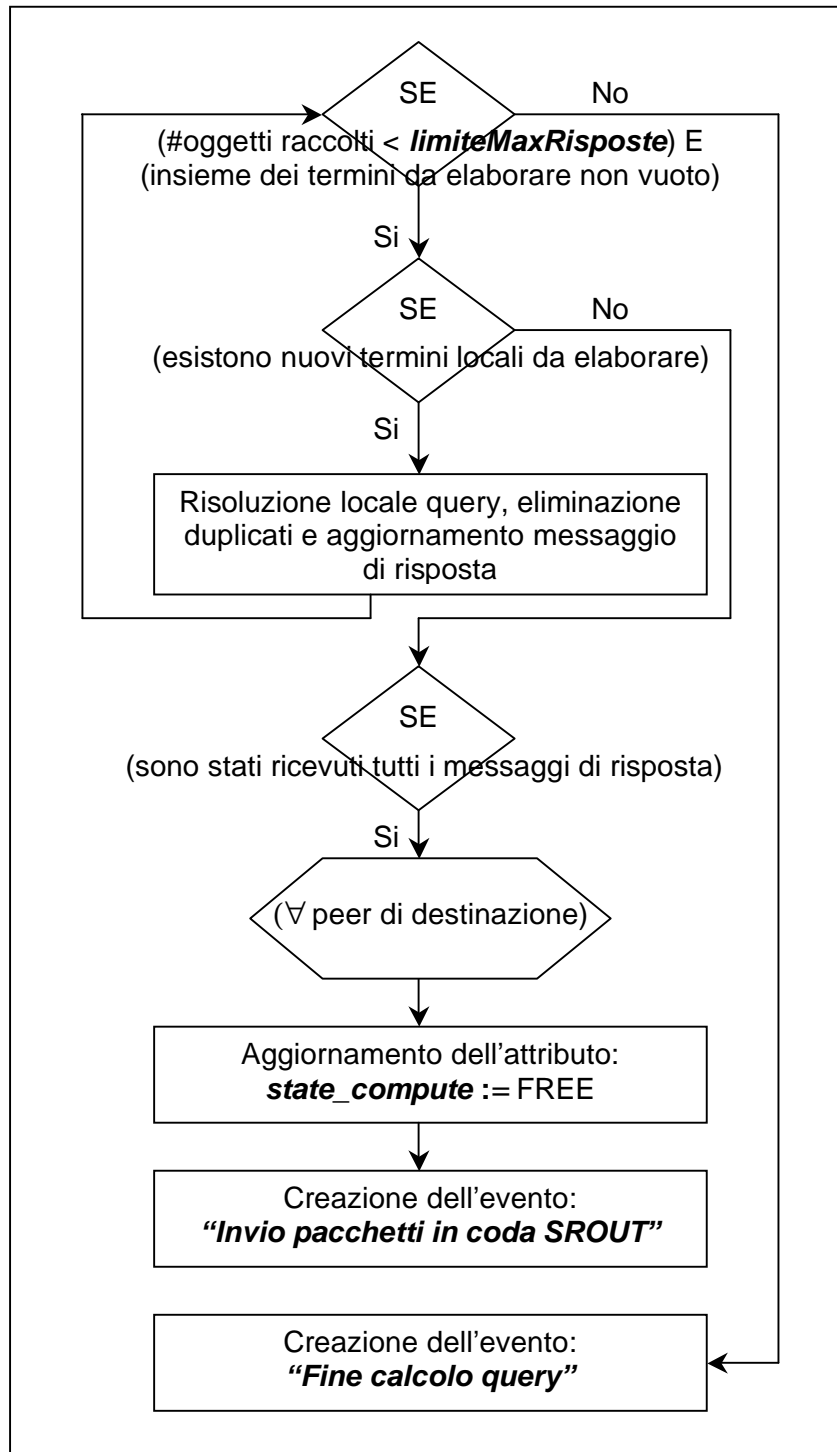 SE
No
(#oggetti raccolti < limiteMaxRisposte) E
(insieme dei termini da elaborare non vuoto)
Si
SE
No
(esistono nuovi termini locali da elaborare)
Si
Risoluzione locale query, eliminazione
duplicati e aggiornamento messaggio
di risposta
SE
(sono stati ricevuti tutti i messaggi di risposta)
Si
(∀ peer di destinazione)
Aggiornamento dell’attributo:
state_compute := FREE
Creazione dell’evento:
“Invio pacchetti in coda SROUT”
Creazione dell’evento:
“Fine calcolo query”